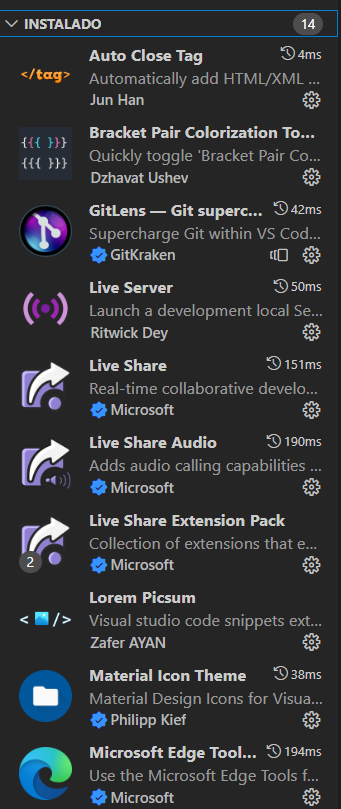 INSTALADO 14
Auto Close Tag 4ms
</tag> Automatically add HTML/XML ...
Jun Han
Bracket Pair Colorization To...
{{{ }}}
{{{ }}} Quickly toggle 'Bracket Pair Co...
Dzhavat Ushev
GitLens — Git superc... 42ms
Supercharge Git within VS Cod...
GitKraken
Live Server 50ms
Launch a development local Se...
Ritwick Dey
Live Share 151ms
Real-time collaborative develo...
Microsoft
Live Share Audio 190ms
Adds audio calling capabilities ...
Microsoft
Live Share Extension Pack
Collection of extensions that e...
2 Microsoft
Lorem Picsum
< /> Visual studio code snippets ext...
Zafer AYAN
Material Icon Theme 38ms
Material Design Icons for Visua...
Philipp Kief
Microsoft Edge Tool... 194ms
Use the Microsoft Edge Tools f...
Microsoft